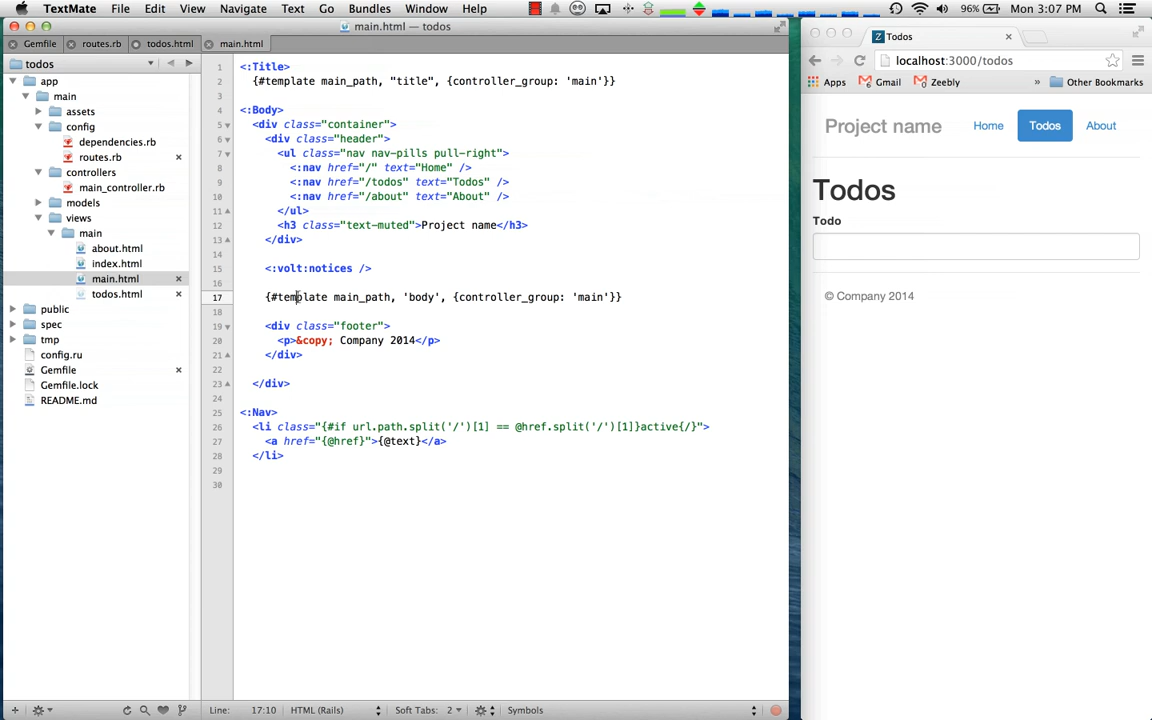 TextMate File Edit View Navigate Text Go Bundles Window Help 96% Mon 3:07 PM
main.html — todos
Gemfile routes.rb todos.html main.html
todos
app
main
assets
config
dependencies.rb
routes.rb
controllers
main_controller.rb
models
views
main
about.html
index.html
main.html
todos.html
public
spec
tmp
config.ru
Gemfile
Gemfile.lock
README.md
1 <:Title>
2 {#template main_path, "title", {controller_group: 'main'}}
3
4 <:Body>
5 <div class="container">
6 <div class="header">
7 <ul class="nav nav-pills pull-right">
8 <:nav href="/" text="Home" />
9 <:nav href="/todos" text="Todos" />
10 <:nav href="/about" text="About" />
11 </ul>
12 <h3 class="text-muted">Project name</h3>
13 </div>
14
15 <:volt:notices />
16
17 {#template main_path, 'body', {controller_group: 'main'}}
18
19 <div class="footer">
20 <p>&copy; Company 2014</p>
21 </div>
22
23 </div>
24
25 <:Nav>
26 <li class="{#if url.path.split('/')[1] == @href.split('/')[1]}active{/}">
27 <a href="{@href}">{@text}</a>
28 </li>
29
30
Line: 17:10 HTML (Rails) Soft Tabs: 2 Symbols
Todos
localhost:3000/todos
Apps Gmail Zeebly » Other Bookmarks
Project name Home Todos About
Todos
Todo
© Company 2014